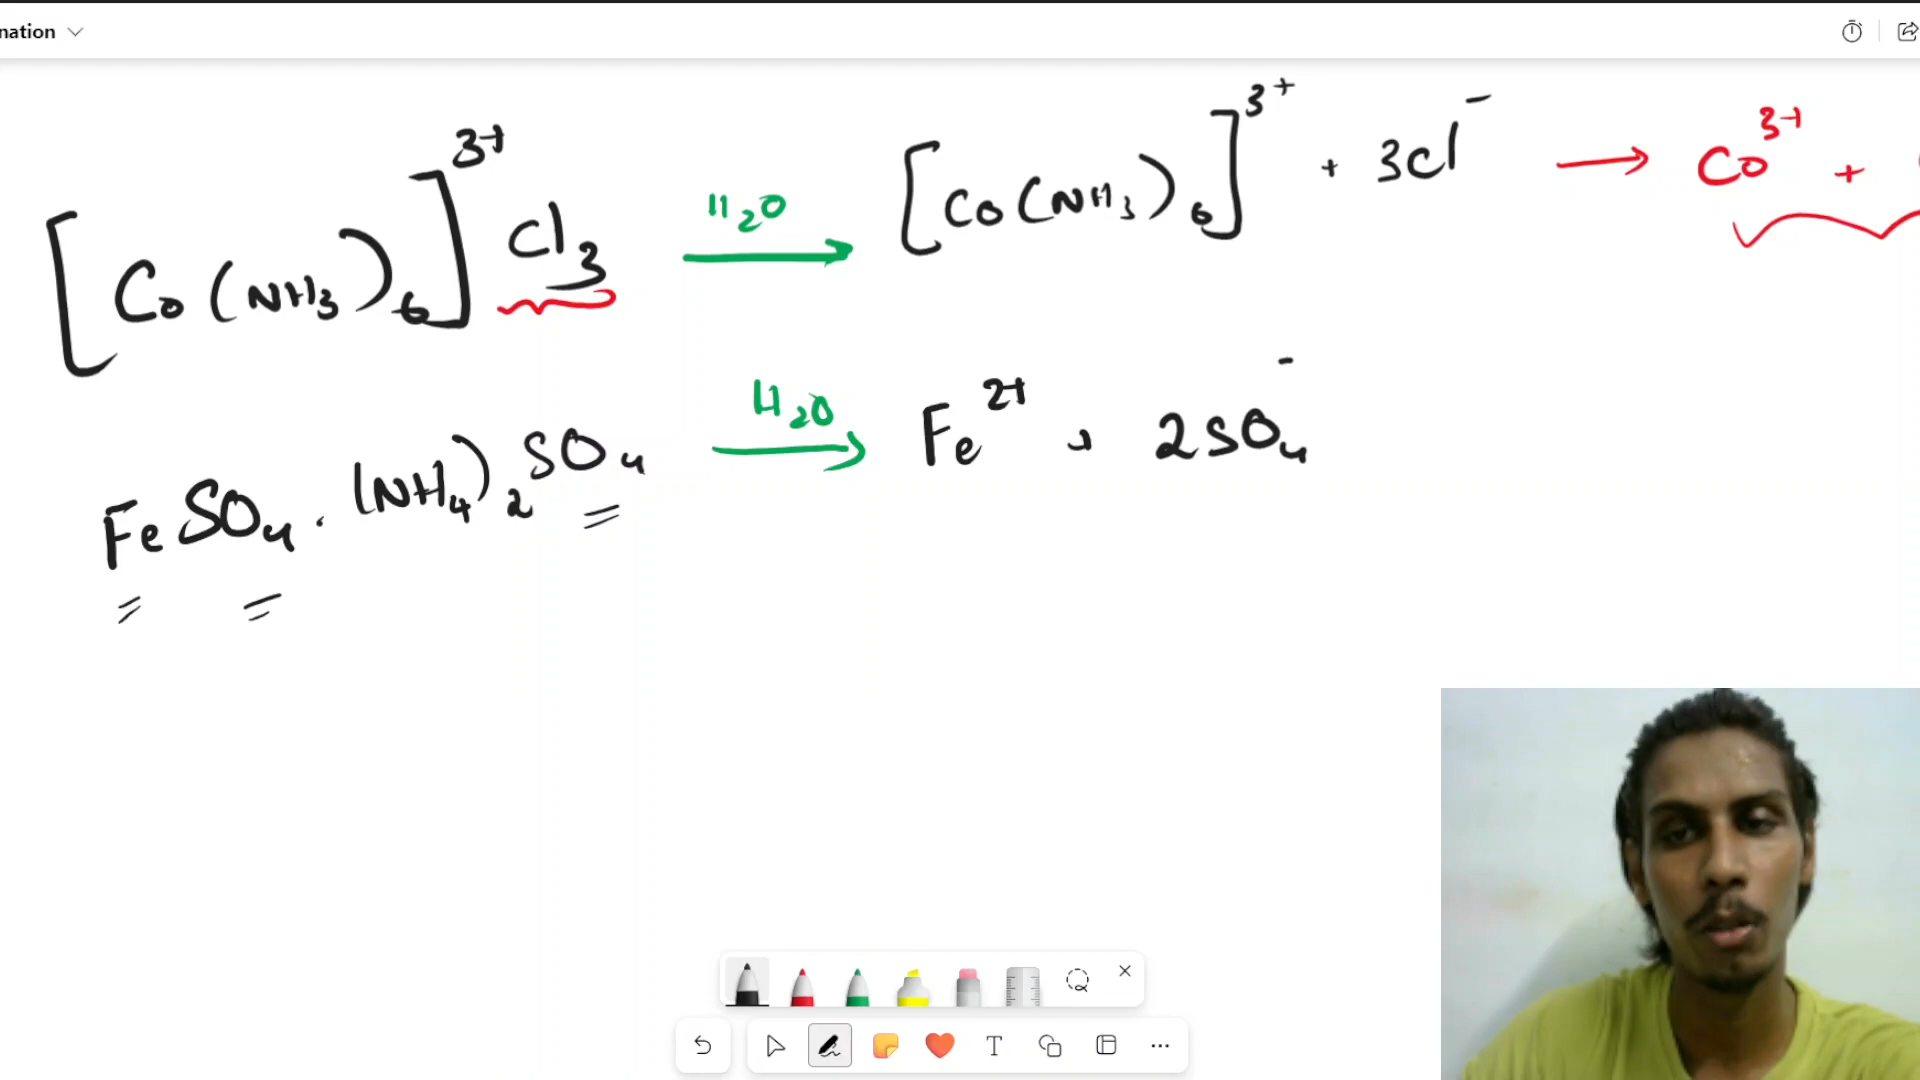 nation
[Co(NH₃)₆]³⁺ Cl₃ H₂O → [Co(NH₃)₆]³⁺ + 3Cl⁻ → Co³⁺ +
FeSO₄ . (NH₄)₂SO₄ H₂O → Fe²⁺ + 2SO₄⁻
T